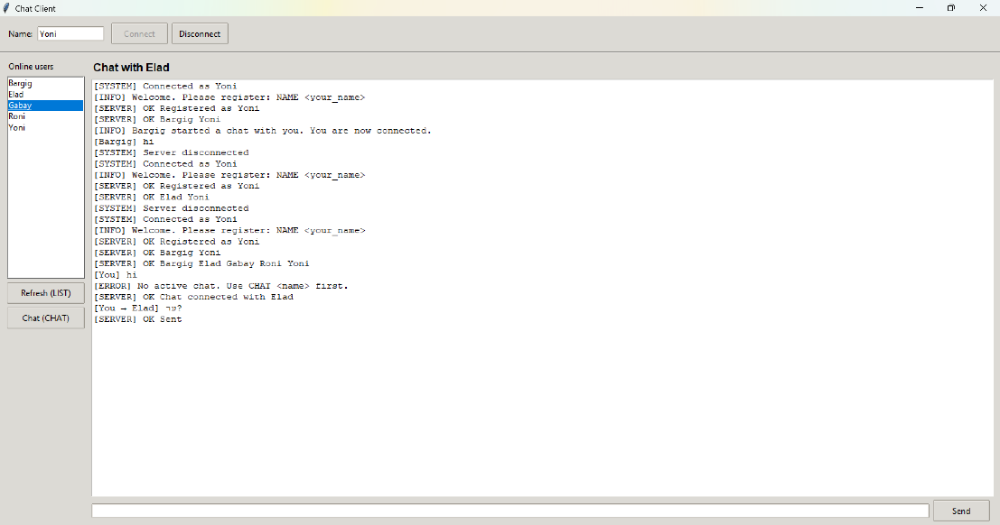 Chat Client
Name: Yoni Connect Disconnect
Online users
Bargig
Elad
Gabay
Roni
Yoni
Refresh (LIST)
Chat (CHAT)
Chat with Elad
[SYSTEM] Connected as Yoni
[INFO] Welcome. Please register: NAME <your_name>
[SERVER] OK Registered as Yoni
[SERVER] OK Bargig Yoni
[INFO] Bargig started a chat with you. You are now connected.
[Bargig] hi
[SYSTEM] Server disconnected
[SYSTEM] Connected as Yoni
[INFO] Welcome. Please register: NAME <your_name>
[SERVER] OK Registered as Yoni
[SERVER] OK Elad Yoni
[SYSTEM] Server disconnected
[SYSTEM] Connected as Yoni
[INFO] Welcome. Please register: NAME <your_name>
[SERVER] OK Registered as Yoni
[SERVER] OK Bargig Yoni
[SERVER] OK Bargig Elad Gabay Roni Yoni
[You] hi
[ERROR] No active chat. Use CHAT <name> first.
[SERVER] OK Chat connected with Elad
[You → Elad] ?
[SERVER] OK Sent
Send